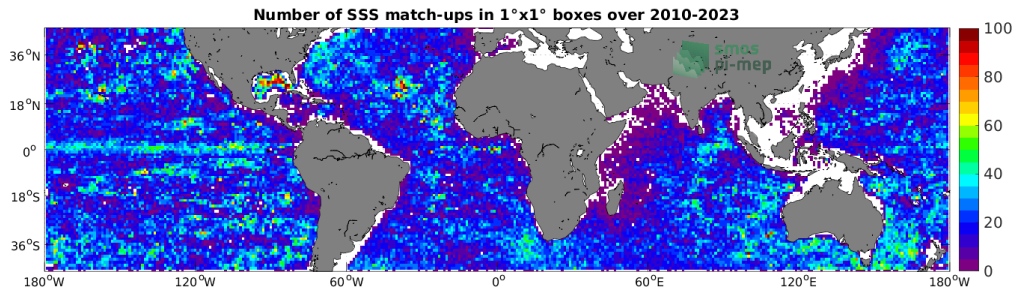 Number of SSS match-ups in 1°x1° boxes over 2010-2023
36°N
18°N
0°
18°S
36°S
180°W
120°W
60°W
0°
60°E
120°E
180°W
100
80
60
40
20
0
smos
pi-mep